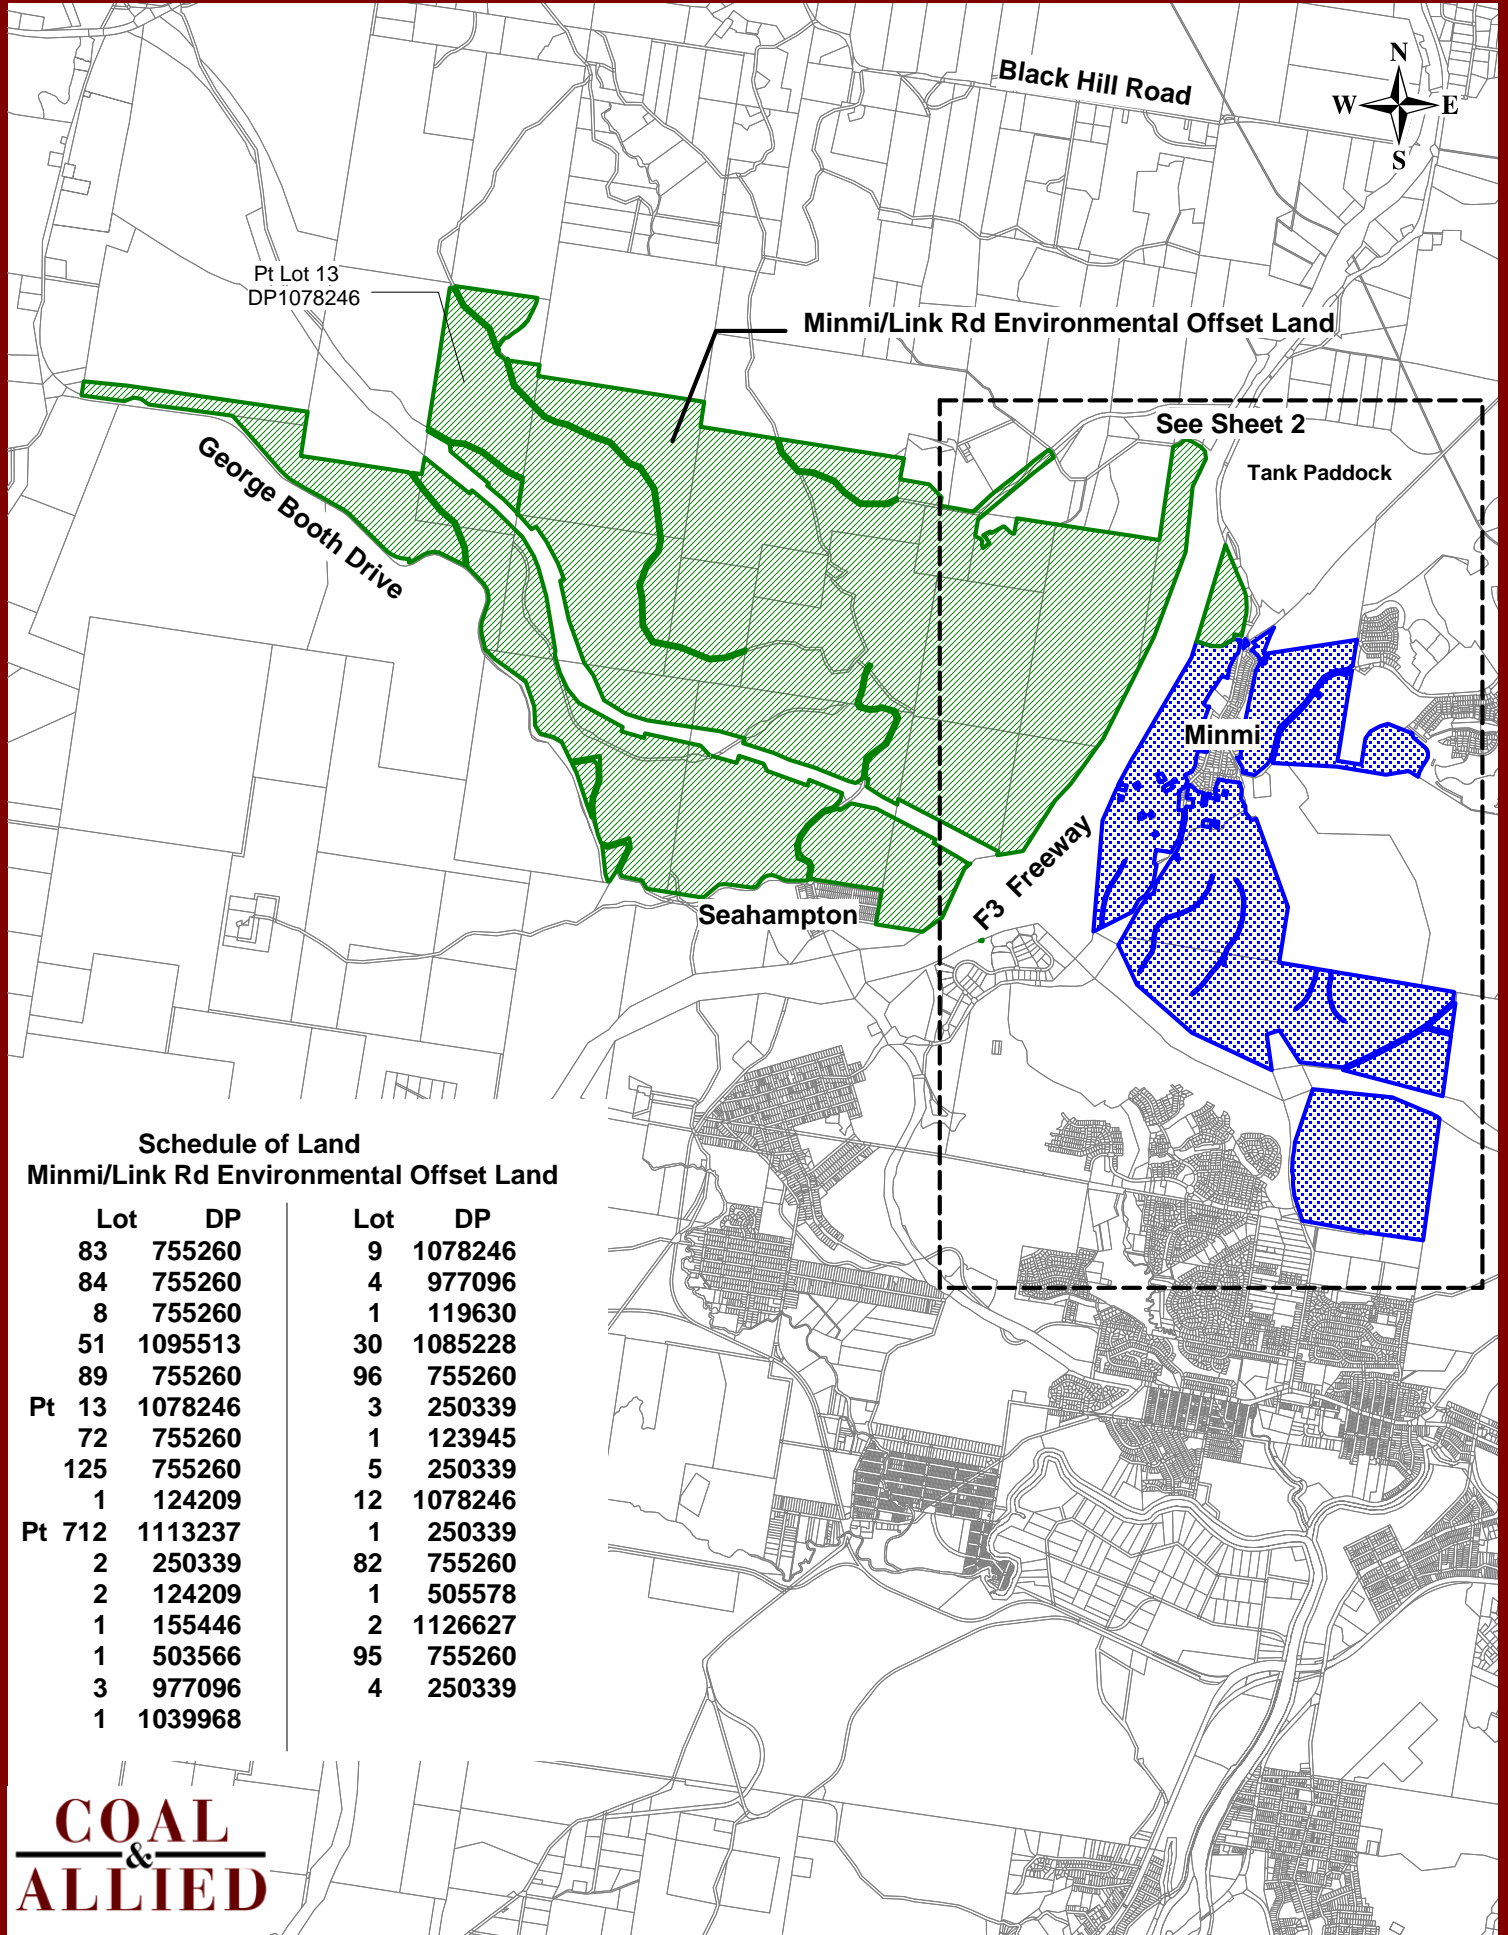 Black Hill Road
N
W E
S
Pt Lot 13
DP1078246
Minmi/Link Rd Environmental Offset Land
See Sheet 2
Tank Paddock
George Booth Drive
Minmi
F3 Freeway
Seahampton
Schedule of Land
Minmi/Link Rd Environmental Offset Land
Lot DP Lot DP
83 755260 9 1078246
84 755260 4 977096
8 755260 1 119630
51 1095513 30 1085228
89 755260 96 755260
Pt 13 1078246 3 250339
72 755260 1 123945
125 755260 5 250339
1 124209 12 1078246
Pt 712 1113237 1 250339
2 250339 82 755260
2 124209 1 505578
1 155446 2 1126627
1 503566 95 755260
3 977096 4 250339
1 1039968
COAL
&
ALLIED